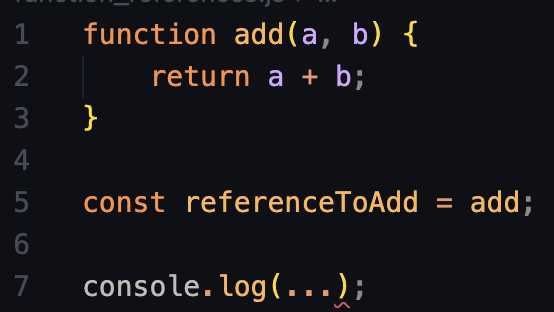 1 function add(a, b) {
2 return a + b;
3 }
4
5 const referenceToAdd = add;
6
7 console.log(...);